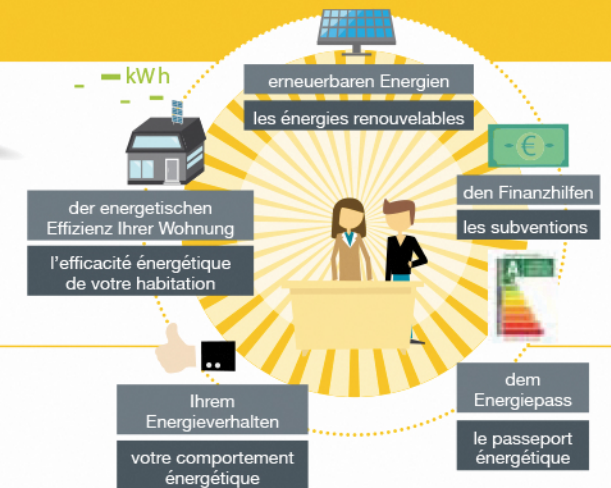 kWh
erneuerbaren Energien
les énergies renouvelables
den Finanzhilfen
les subventions
A
der energetischen
Effizienz Ihrer Wohnung
l'efficacité énergétique
de votre habitation
Ihrem
Energieverhalten
votre comportement
énergétique
dem
Energiepass
le passeport
énergétique